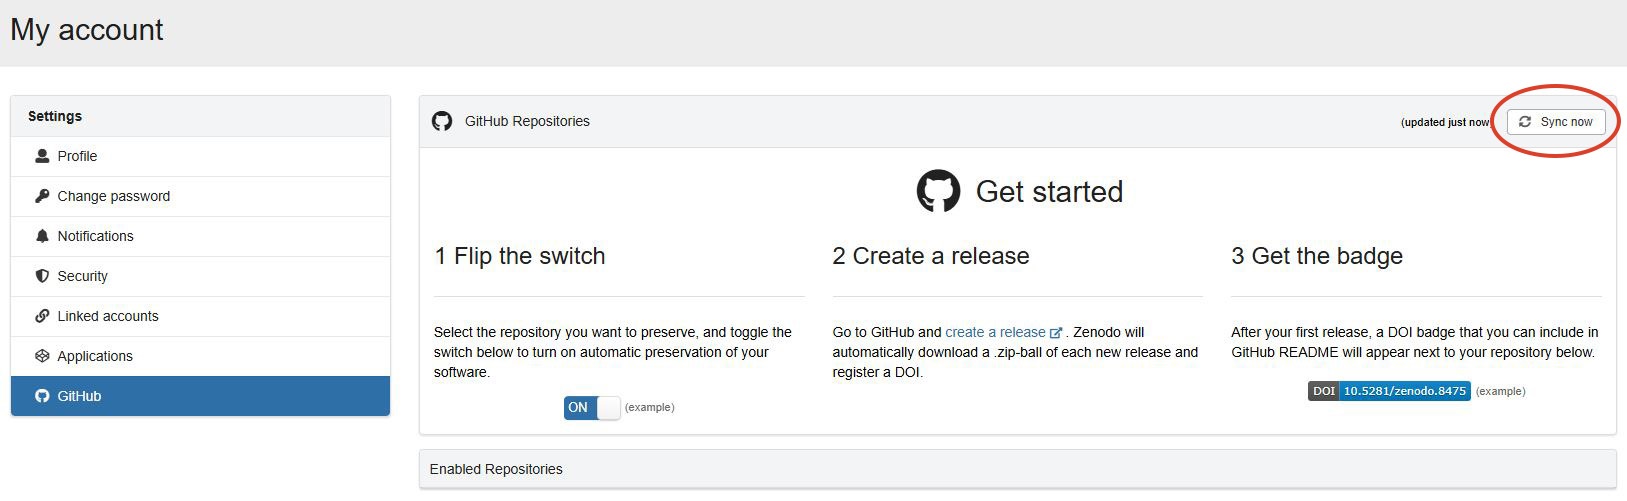 My account
Settings
Profile
Change password
Notifications
Security
Linked accounts
Applications
GitHub
GitHub Repositories
(updated just now)
Sync now
Get started
1 Flip the switch
Select the repository you want to preserve, and toggle the
switch below to turn on automatic preservation of your
software.
ON (example)
2 Create a release
Go to GitHub and create a release . Zenodo will
automatically download a .zip-ball of each new release and
register a DOI.
3 Get the badge
After your first release, a DOI badge that you can include in
GitHub README will appear next to your repository below.
DOI 10.5281/zenodo.8475 (example)
Enabled Repositories